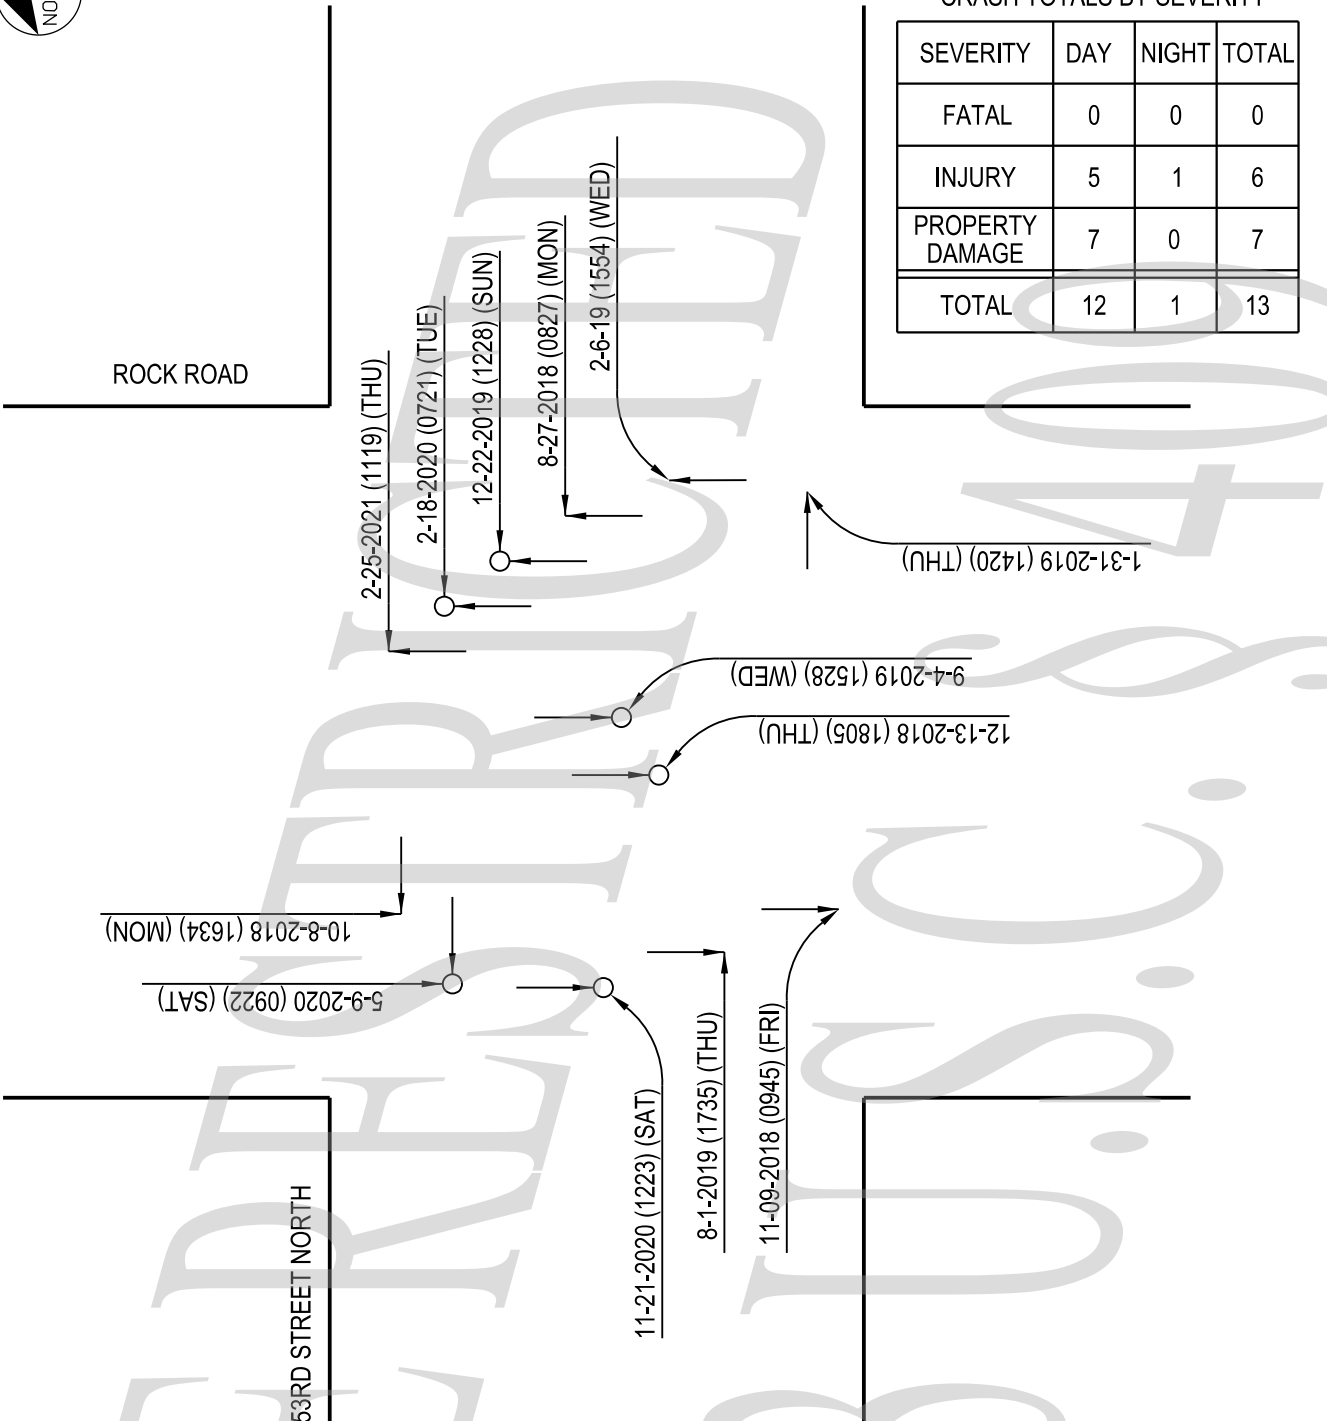 NO
CRASH TOTALS BY SEVERITY
SEVERITY DAY NIGHT TOTAL
FATAL 0 0 0
INJURY 5 1 6
PROPERTY DAMAGE 7 0 7
TOTAL 12 1 13
ROCK ROAD
2-25-2021 (1119) (THU)
2-18-2020 (0721) (TUE)
12-22-2019 (1228) (SUN)
8-27-2018 (0827) (MON)
2-6-19 (1554) (WED)
1-31-2019 (1420) (THU)
9-4-2019 (1528) (WED)
12-13-2018 (1805) (THU)
10-8-2018 (1634) (MON)
5-9-2020 (0922) (SAT)
11-21-2020 (1223) (SAT)
8-1-2019 (1735) (THU)
11-09-2018 (0945) (FRI)
53RD STREET NORTH
RESTRICTED
U.S.C. § 40